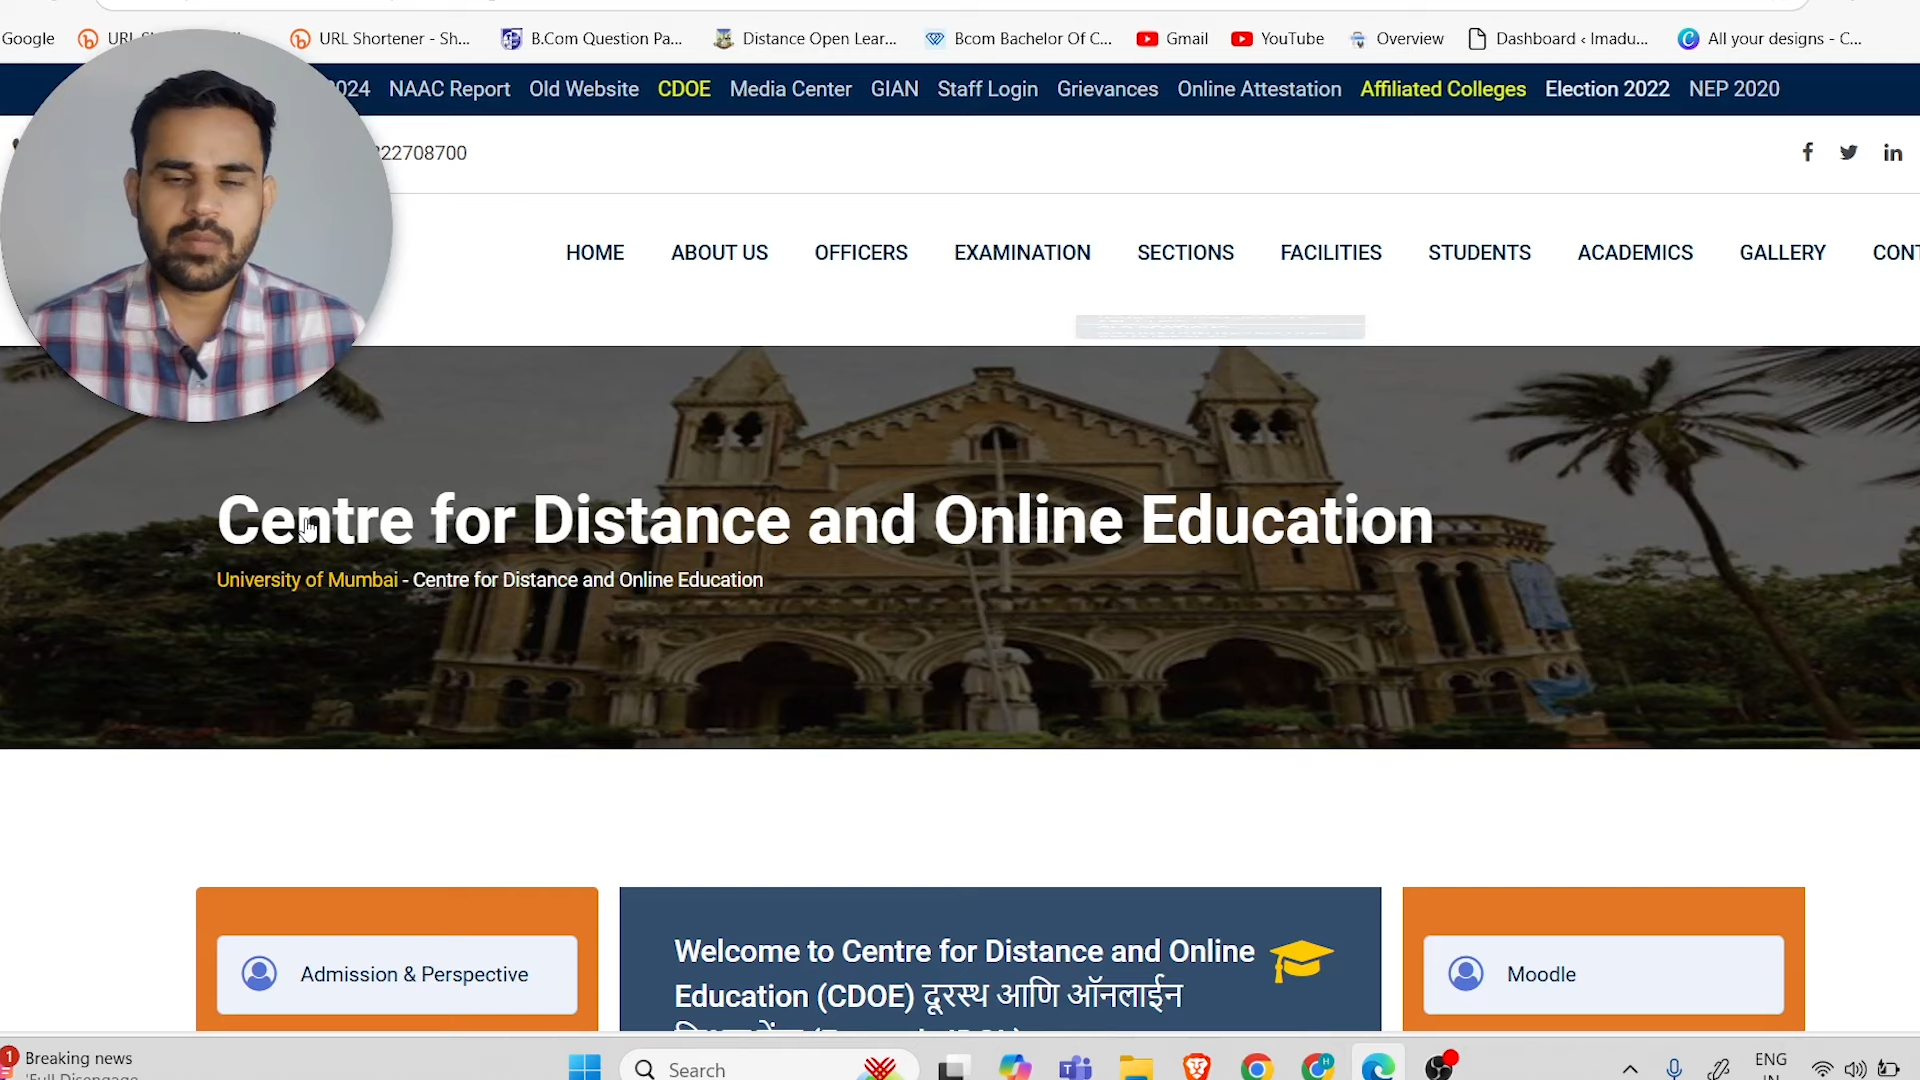 Google URL Shortener - Sh... B.Com Question Pa... Distance Open Lear... Bcom Bachelor Of C... Gmail YouTube Overview Dashboard ‹ Imadu... All your designs - C...
024 NAAC Report Old Website CDOE Media Center GIAN Staff Login Grievances Online Attestation Affiliated Colleges Election 2022 NEP 2020
22708700
HOME ABOUT US OFFICERS EXAMINATION SECTIONS FACILITIES STUDENTS ACADEMICS GALLERY CONT
Centre for Distance and Online Education
University of Mumbai - Centre for Distance and Online Education
Admission & Perspective
Welcome to Centre for Distance and Online
Education (CDOE) दूरस्थ आणि ऑनलाईन
Moodle
1 Breaking news
'Full Disengage
Search
ENG
IN